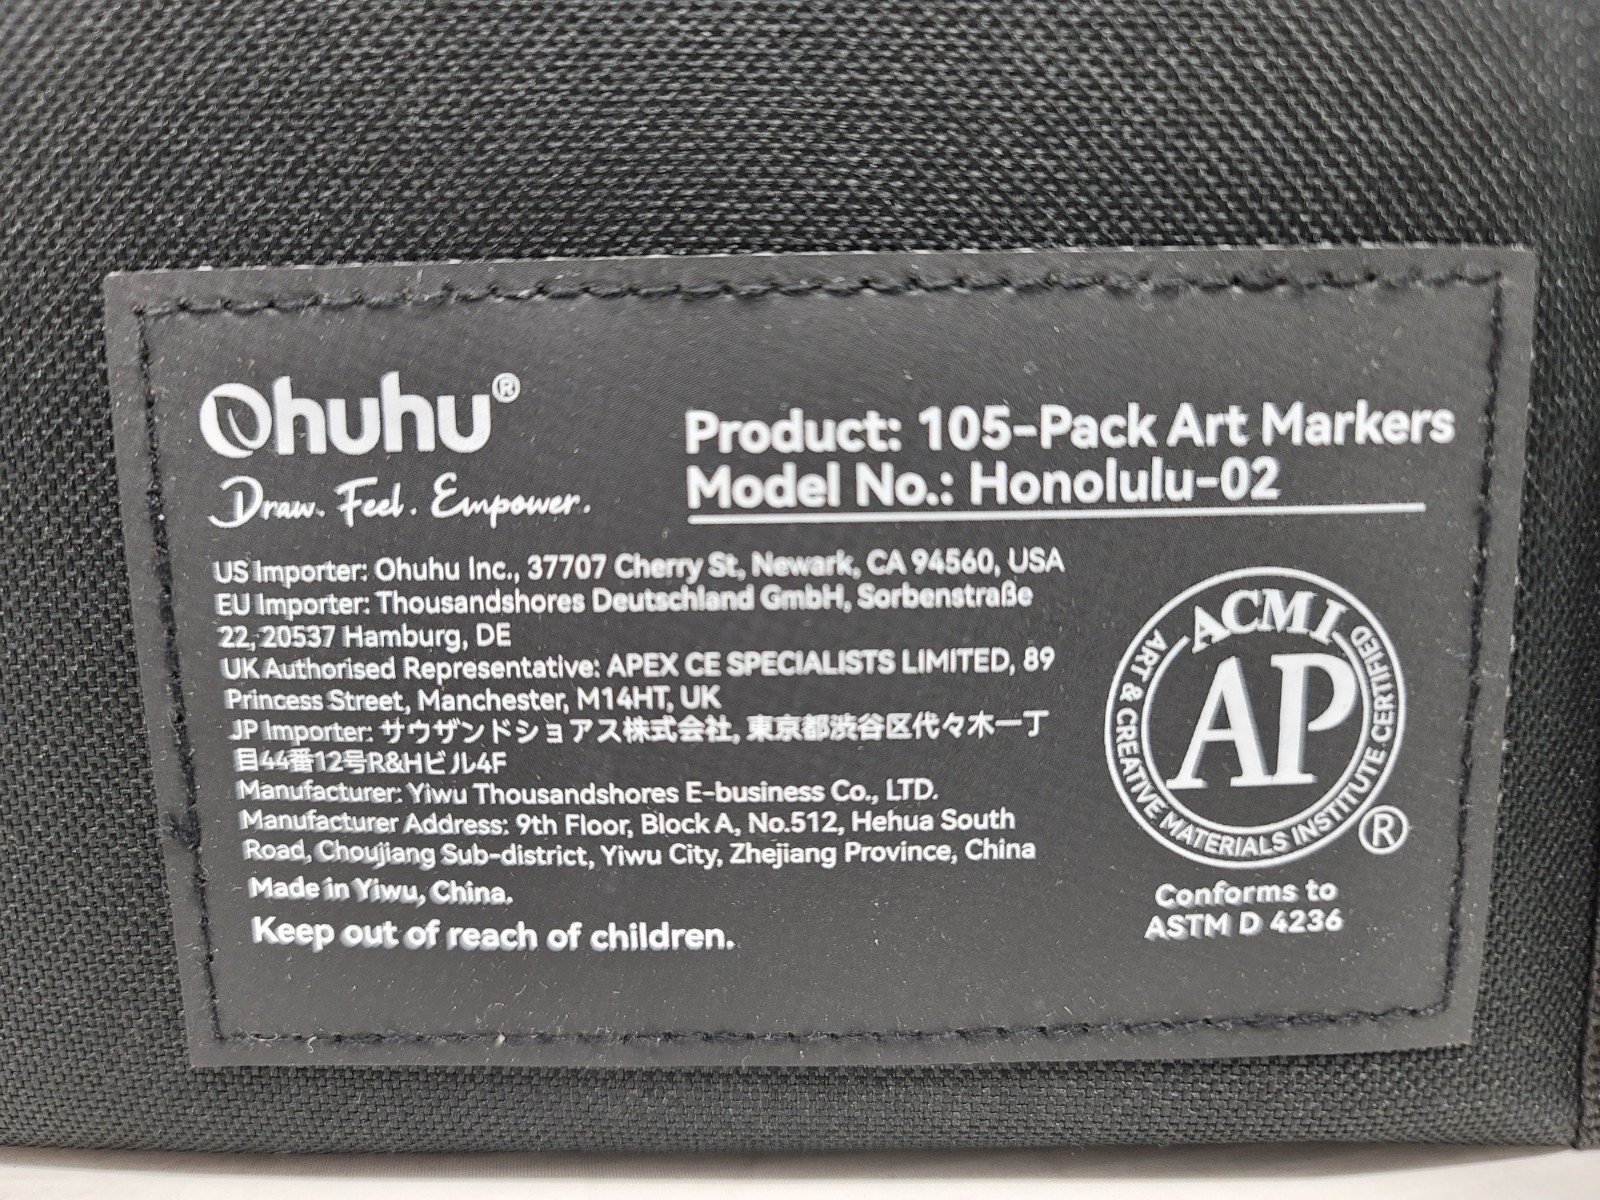 Ohuhu®
Draw. Feel. Empower.
Product: 105-Pack Art Markers
Model No.: Honolulu-02
US Importer: Ohuhu Inc., 37707 Cherry St, Newark, CA 94560, USA
EU Importer: Thousandshores Deutschland GmbH, Sorbenstraße
22, 20537 Hamburg, DE
UK Authorised Representative: APEX CE SPECIALISTS LIMITED, 89
Princess Street, Manchester, M14HT, UK
JP Importer: サウザンドショアス株式会社, 東京都渋谷区代々木一丁
目44番12号R&Hビル4F
Manufacturer: Yiwu Thousandshores E-business Co., LTD.
Manufacturer Address: 9th Floor, Block A, No.512, Hehua South
Road, Choujiang Sub-district, Yiwu City, Zhejiang Province, China
Made in Yiwu, China.
Keep out of reach of children.
ACMI
AP
ART & CREATIVE MATERIALS INSTITUTE CERTIFIED
®
Conforms to
ASTM D 4236